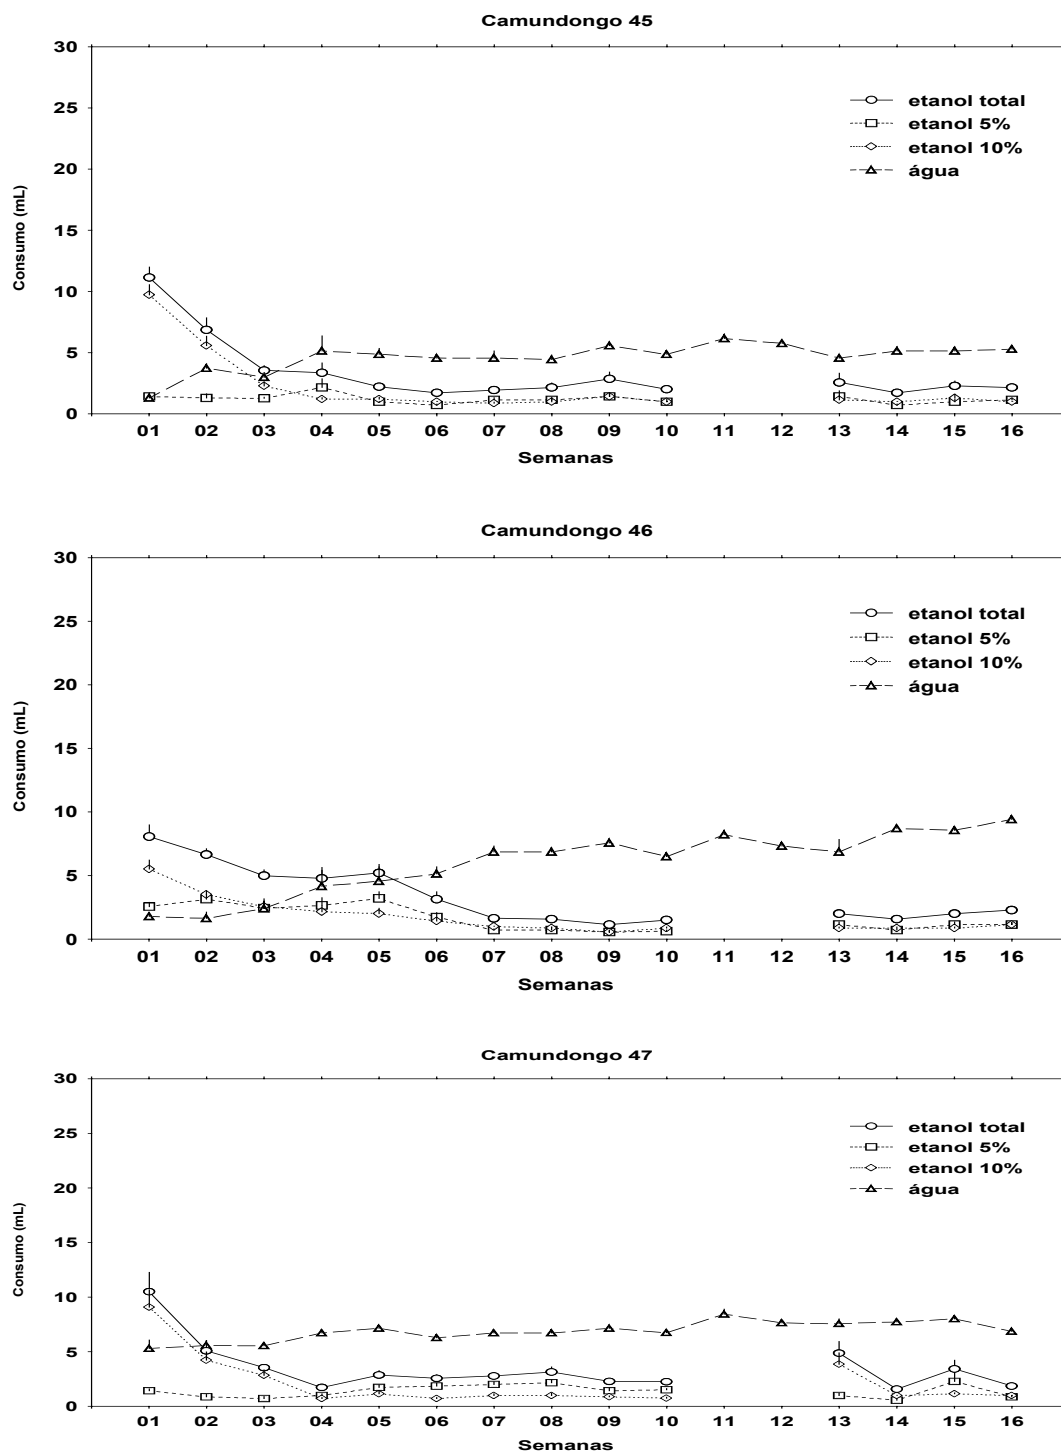 Camundongo 45
30
25
20
15
10
5
0
Consumo (mL)
etanol total
etanol 5%
etanol 10%
água
01 02 03 04 05 06 07 08 09 10 11 12 13 14 15 16
Semanas
Camundongo 46
30
25
20
15
10
5
0
Consumo (mL)
etanol total
etanol 5%
etanol 10%
água
01 02 03 04 05 06 07 08 09 10 11 12 13 14 15 16
Semanas
Camundongo 47
30
25
20
15
10
5
0
Consumo (mL)
etanol total
etanol 5%
etanol 10%
água
01 02 03 04 05 06 07 08 09 10 11 12 13 14 15 16
Semanas